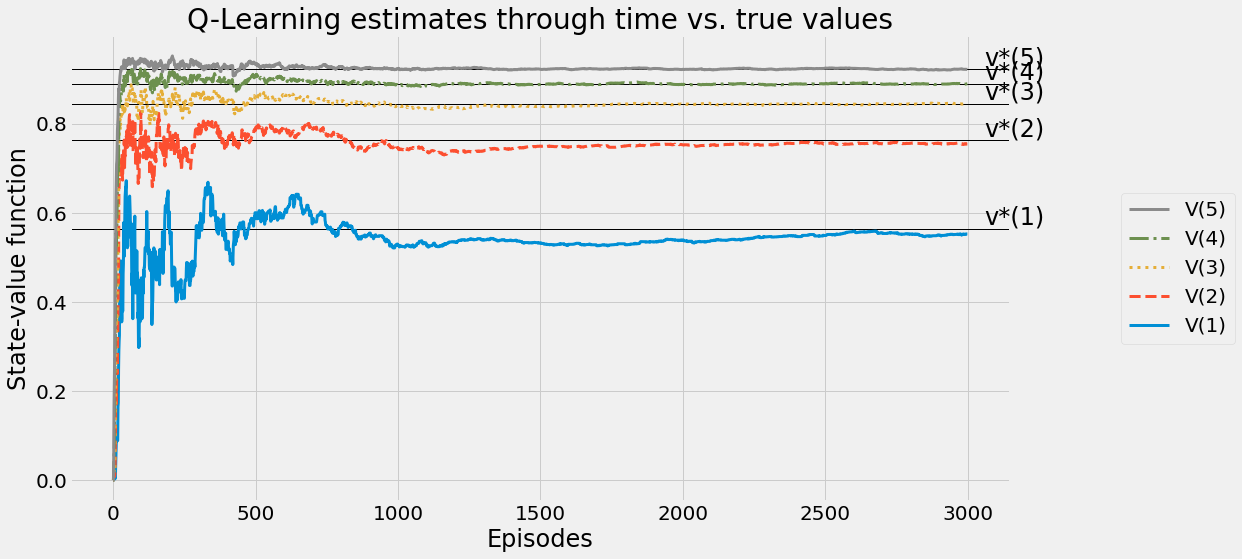 Q-Learning estimates through time vs. true values
State-value function
0.8
0.6
0.4
0.2
0.0
0
500
1000
1500
2000
2500
3000
Episodes
v*(5)
v*(4)
v*(3)
v*(2)
v*(1)
V(5)
V(4)
V(3)
V(2)
V(1)